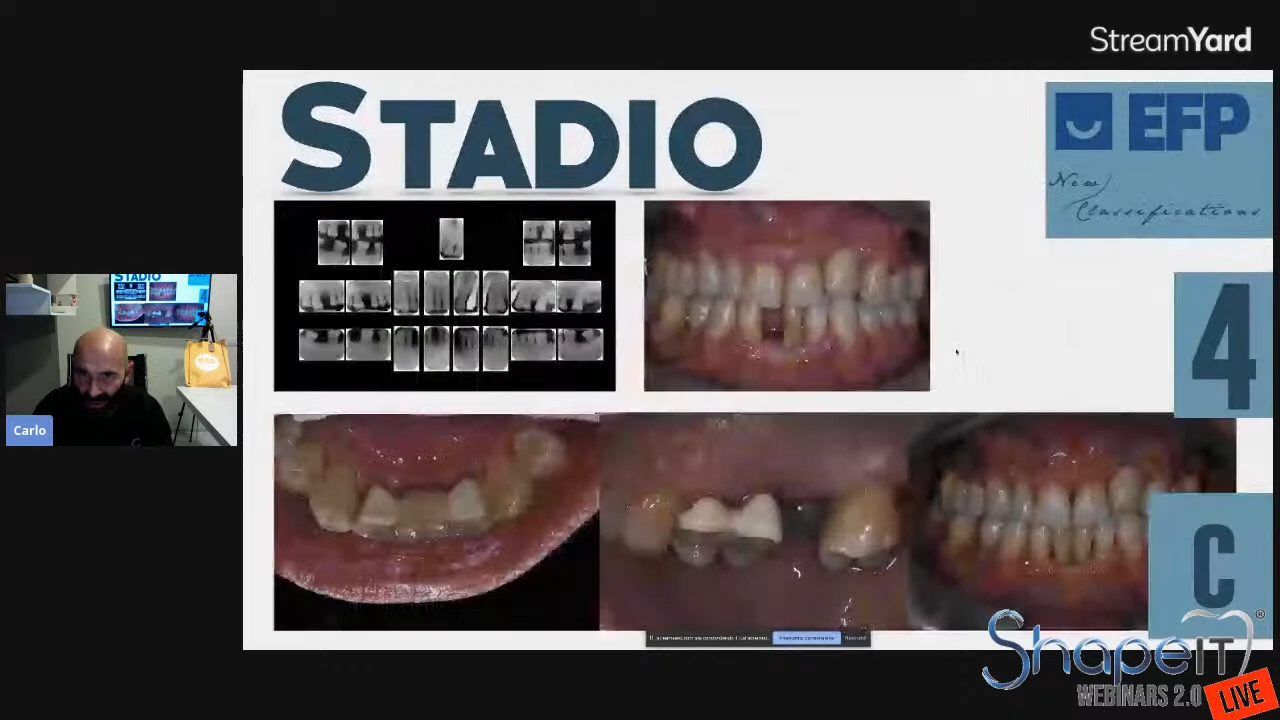 StreamYard
STADIO
EFP
New
Classifications
4
Carlo
C
ShapeIT®
WEBINARS 2.0
LIVE